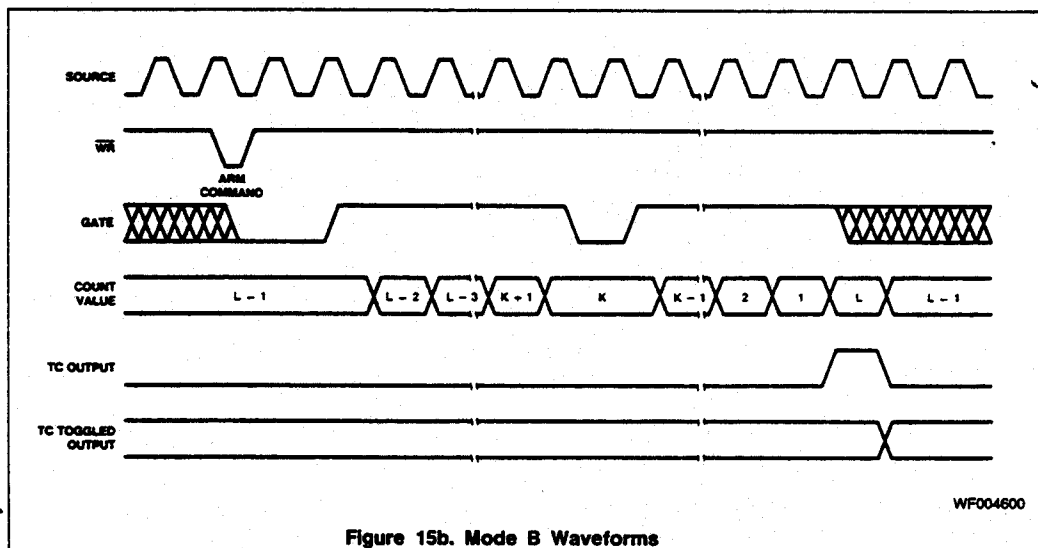 SOURCE
WR
ARM
COMMAND
GATE
COUNT
VALUE
L – 1
L – 2
L – 3
K + 1
K
K – 1
2
1
L
L – 1
TC OUTPUT
TC TOGGLED
OUTPUT
WF004600
Figure 15b. Mode B Waveforms